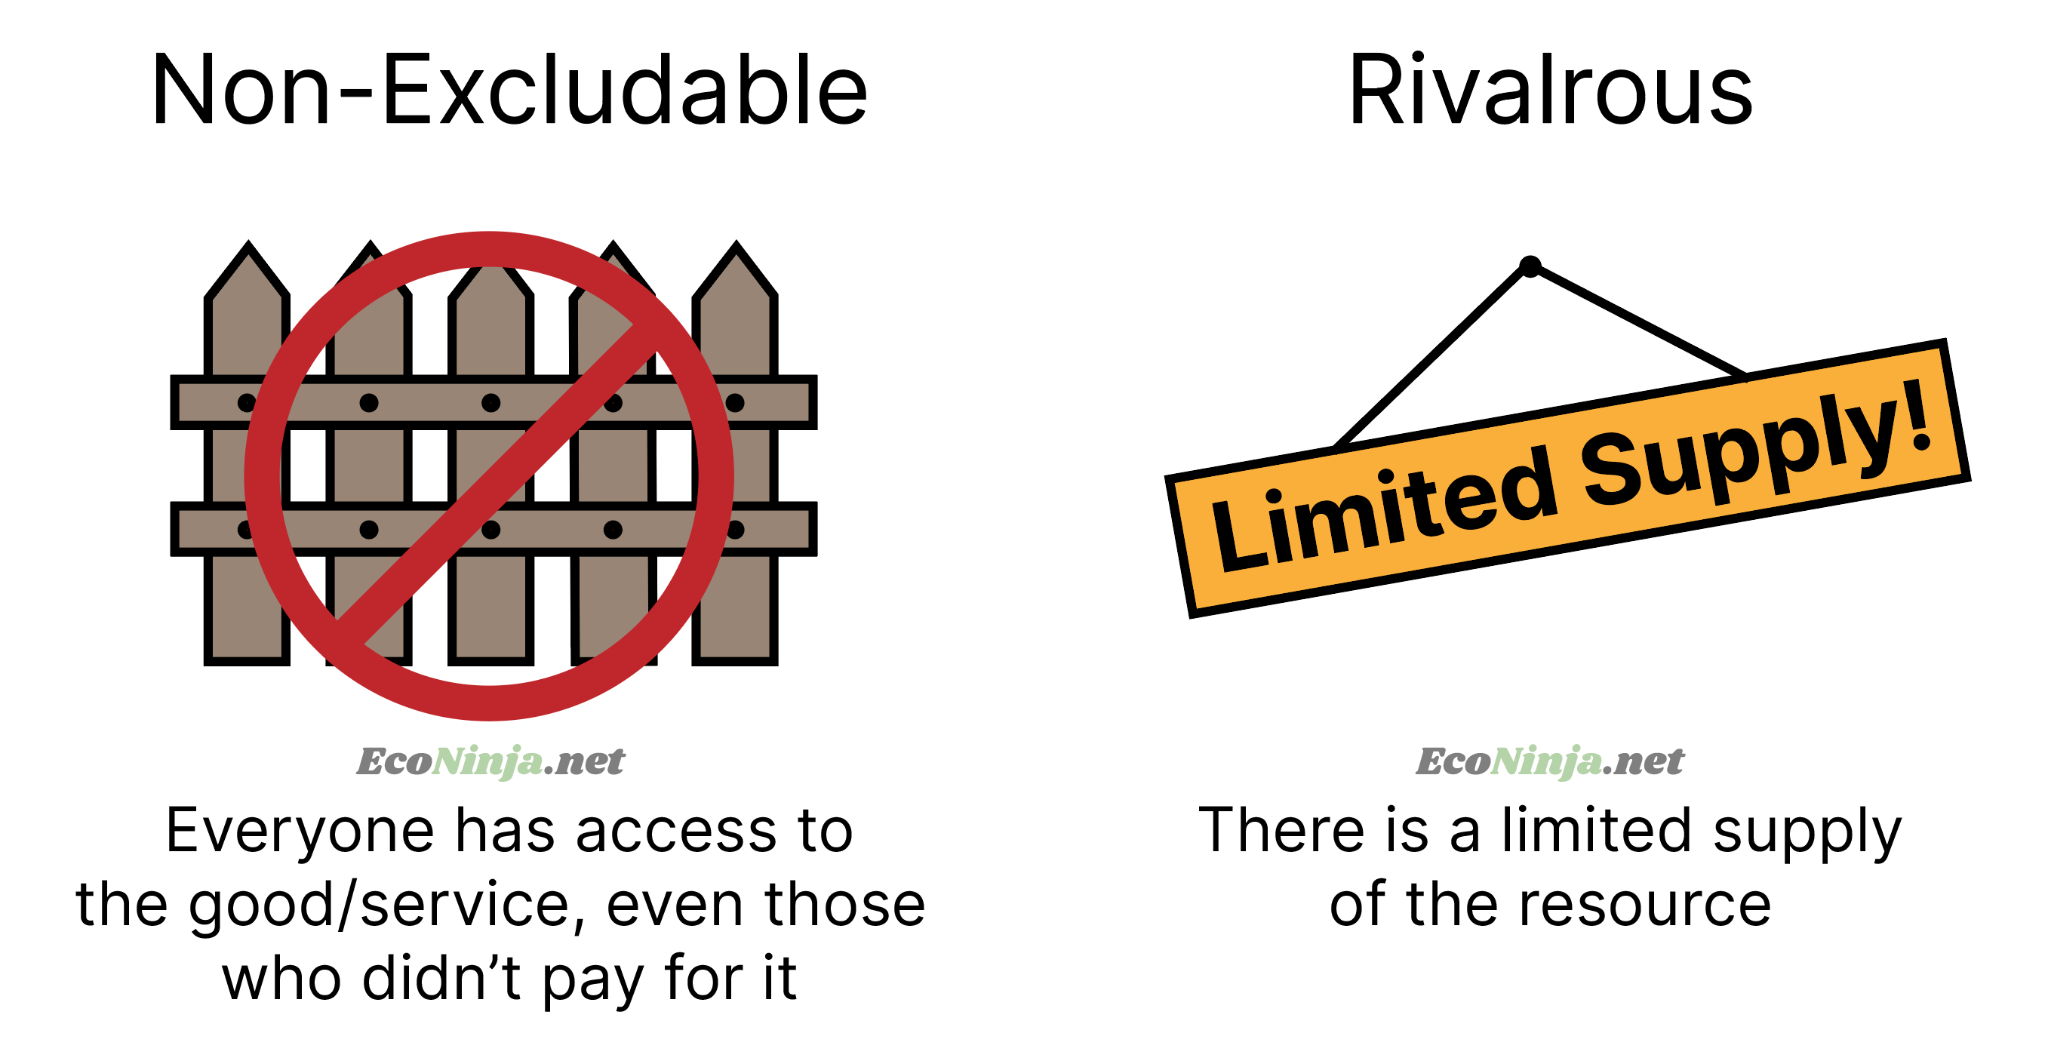 Non-Excludable
EcoNinja.net
Everyone has access to
the good/service, even those
who didn’t pay for it
Rivalrous
Limited Supply!
EcoNinja.net
There is a limited supply
of the resource